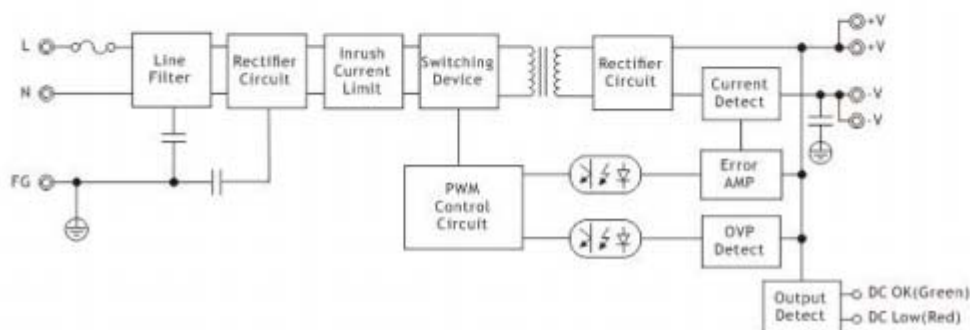 +V
L
+V
Line
Filter
Rectifier
Circuit
Inrush
Current
Limit
Switching
Device
Rectifier
Circuit
Current
Detect
N
-V
-V
FG
PWM
Control
Circuit
Error
AMP
OVP
Detect
Output
Detect
DC OK(Green)
DC Low(Red)